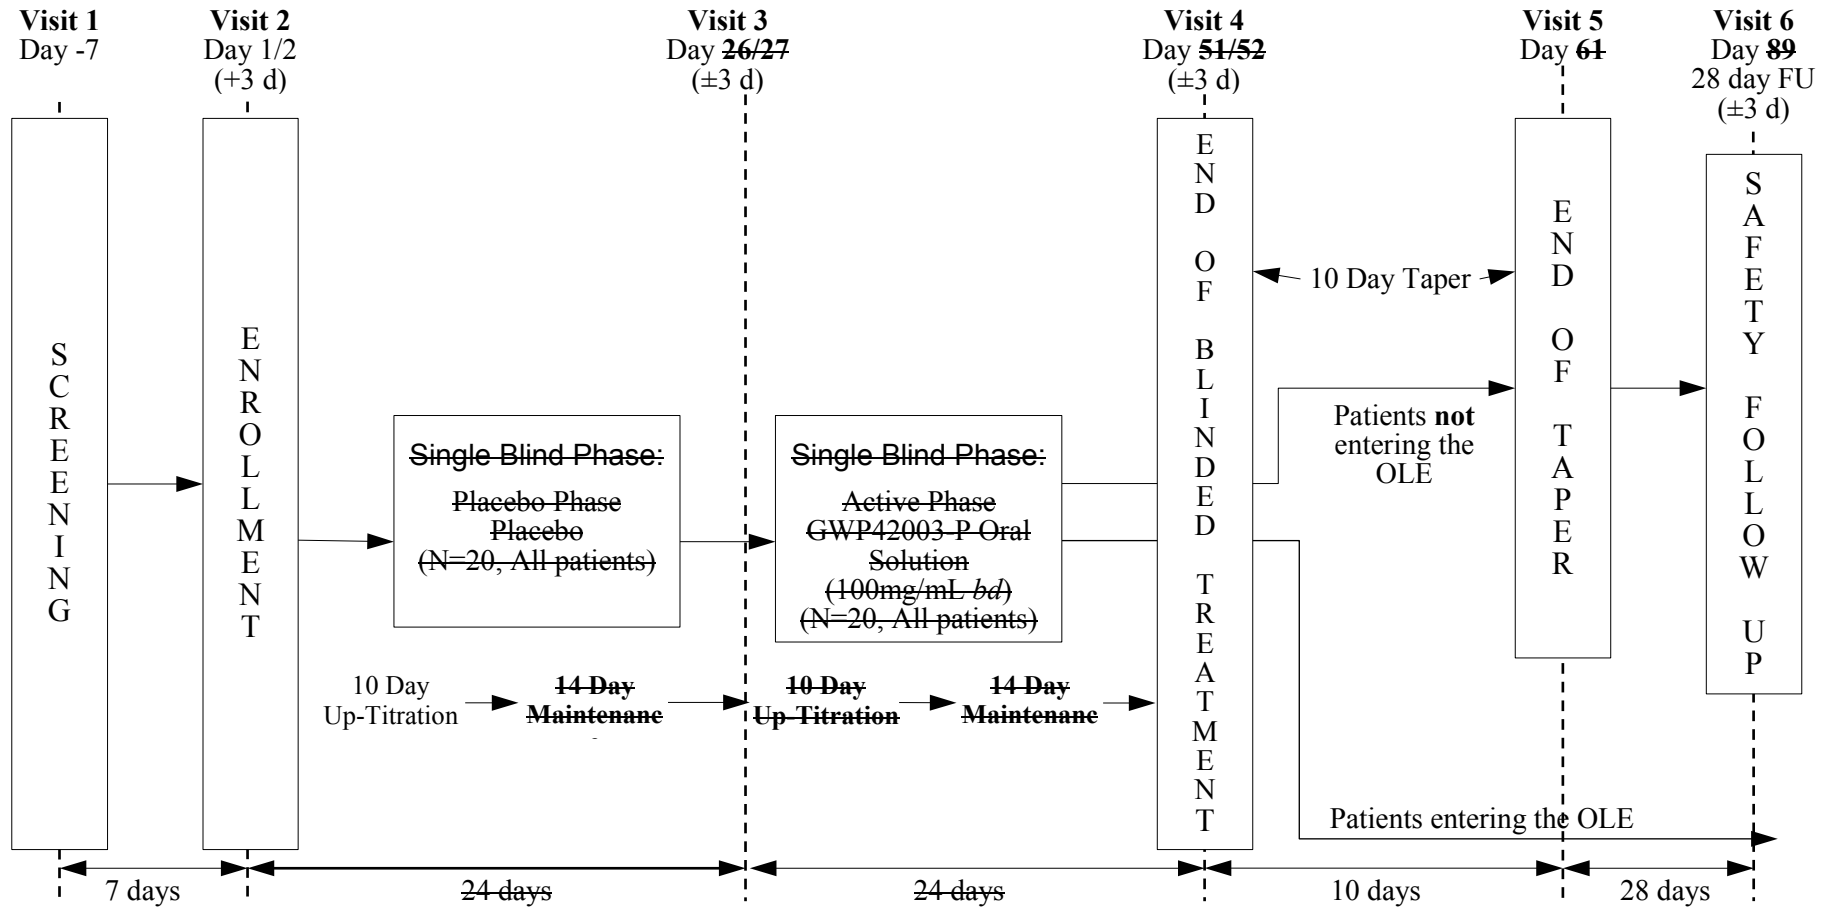 Visit 1
Day -7
Visit 2
Day 1/2
(+3 d)
Visit 3
Day 26/27
(±3 d)
Visit 4
Day 51/52
(±3 d)
Visit 5
Day 61
Visit 6
Day 89
28 day FU
(±3 d)
SCREENING
ENROLLMENT
Single Blind Phase:
Placebo Phase
Placebo
(N=20, All patients)
Single Blind Phase:
Active Phase
GWP42003-P Oral
Solution
(100mg/mL bd)
(N=20, All patients)
END OF BLINDED TREATMENT
10 Day Taper
Patients not
entering the
OLE
END OF TAPER
SAFETY FOLLOW UP
10 Day
Up-Titration
14 Day
Maintenanc
10 Day
Up-Titration
14 Day
Maintenanc
Patients entering the OLE
7 days
24 days
24 days
10 days
28 days